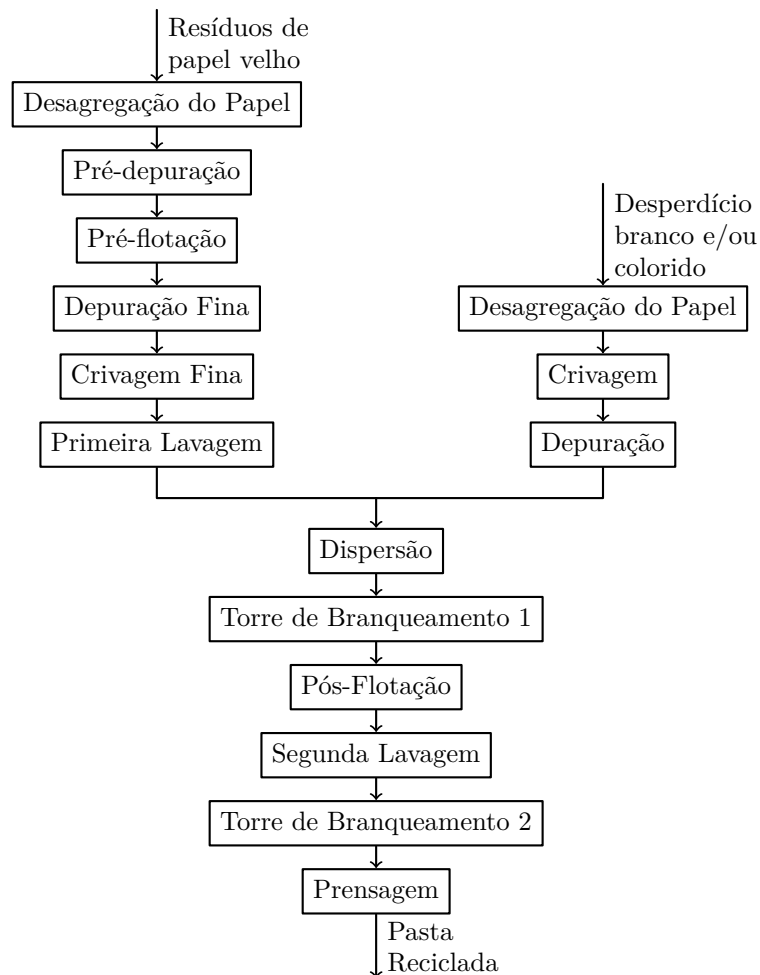 Resíduos de
papel velho
Desagregação do Papel
Pré-depuração
Pré-flotação
Depuração Fina
Crivagem Fina
Primeira Lavagem
Desperdício
branco e/ou
colorido
Desagregação do Papel
Crivagem
Depuração
Dispersão
Torre de Branqueamento 1
Pós-Flotação
Segunda Lavagem
Torre de Branqueamento 2
Prensagem
Pasta
Reciclada